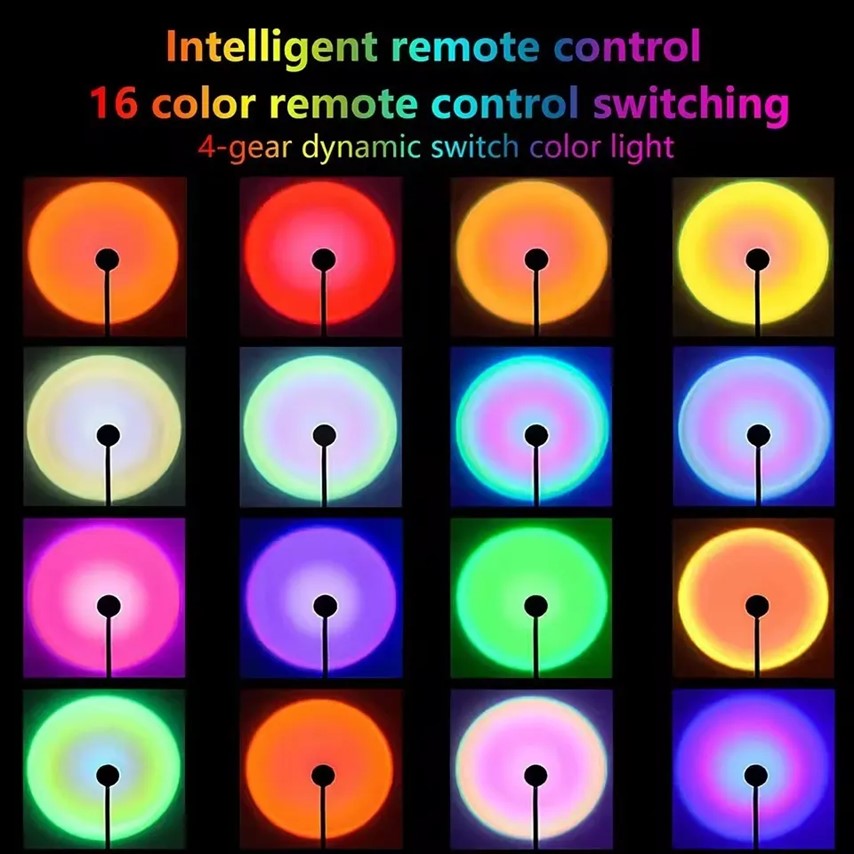 Intelligent remote control
16 color remote control switching
4-gear dynamic switch color light